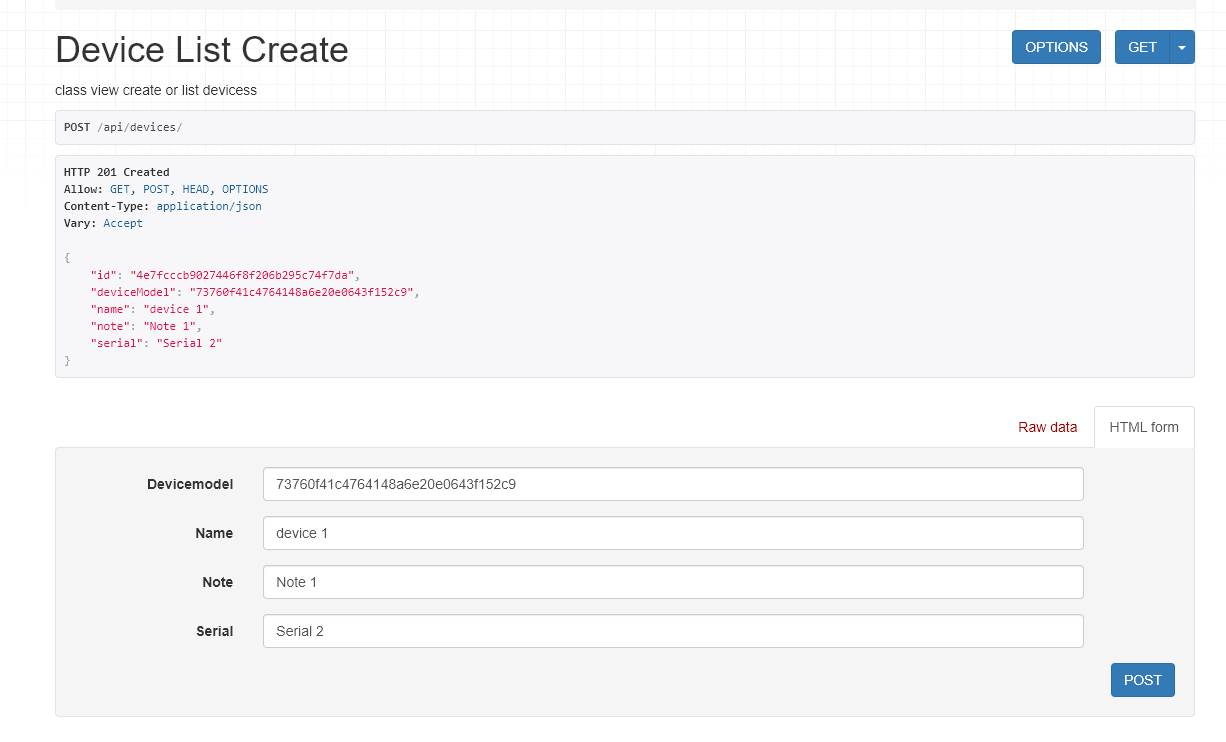 Device List Create
OPTIONS
GET
class view create or list devicess
POST /api/devices/
HTTP 201 Created
Allow: GET, POST, HEAD, OPTIONS
Content-Type: application/json
Vary: Accept
{
"id": "4e7fcccb9027446f8f206b295c74f7da",
"deviceModel": "73760f41c4764148a6e20e0643f152c9",
"name": "device 1",
"note": "Note 1",
"serial": "Serial 2"
}
Raw data
HTML form
Devicemodel 73760f41c4764148a6e20e0643f152c9
Name device 1
Note Note 1
Serial Serial 2
POST